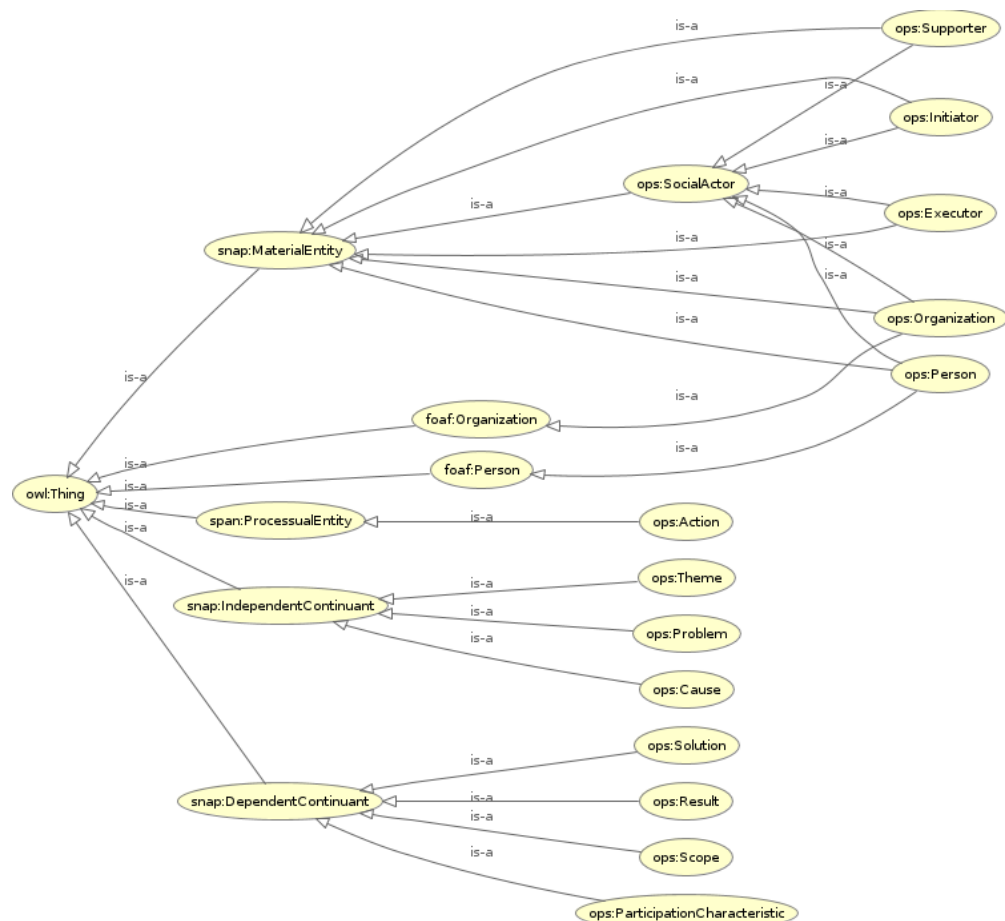 ops:Supporter
is-a
is-a
ops:Initiator
is-a
is-a
ops:SocialActor
is-a
ops:Executor
is-a
is-a
snap:MaterialEntity
is-a
is-a
is-a
ops:Organization
is-a
ops:Person
is-a
is-a
foaf:Organization
is-a
foaf:Person
is-a
is-a
owl:Thing
is-a
span:ProcessualEntity
is-a
ops:Action
is-a
ops:Theme
is-a
is-a
snap:IndependentContinuant
is-a
ops:Problem
is-a
ops:Cause
ops:Solution
is-a
snap:DependentContinuant
is-a
ops:Result
is-a
is-a
ops:Scope
ops:ParticipationCharacteristic